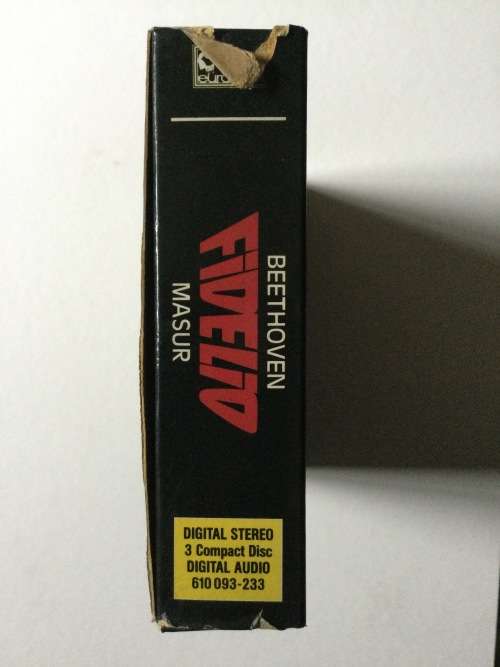 BEETHOVEN
FIDELIO
MASUR
DIGITAL STEREO
3 Compact Disc
DIGITAL AUDIO
610 093-233